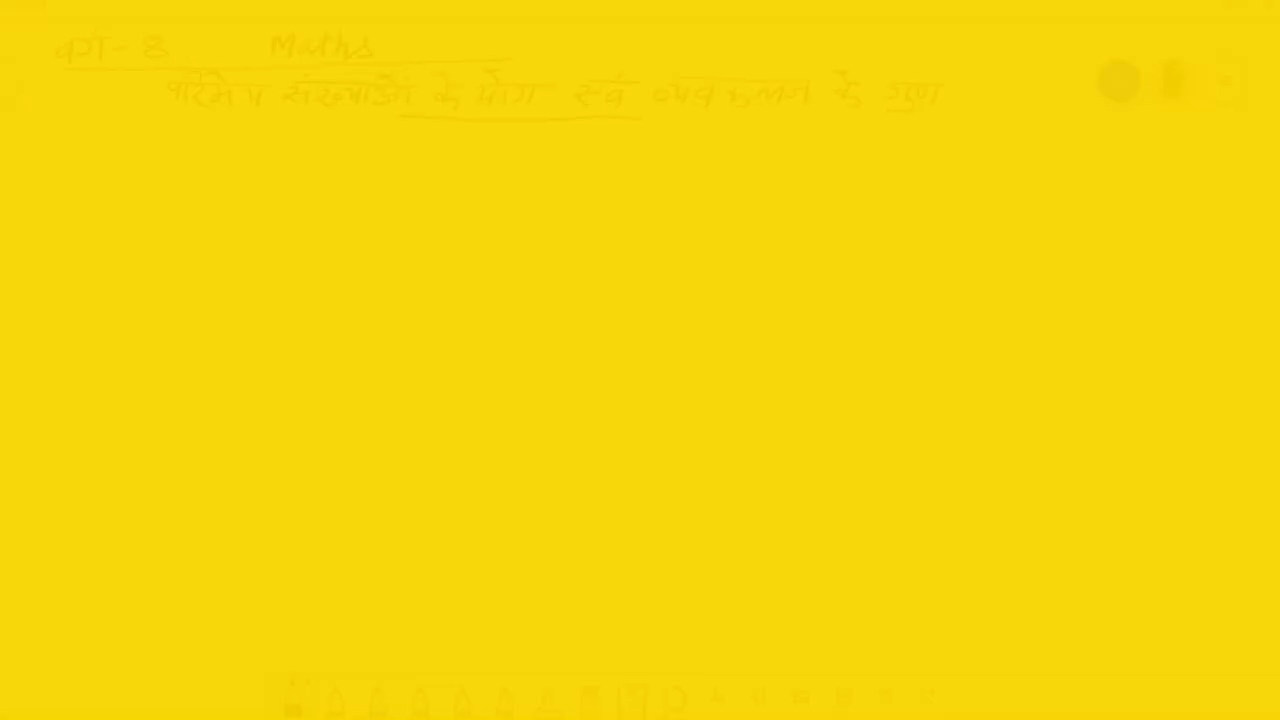 वर्ग - 8 Maths
परिमेय संख्याओं के योग एवं व्यवकलन के गुण